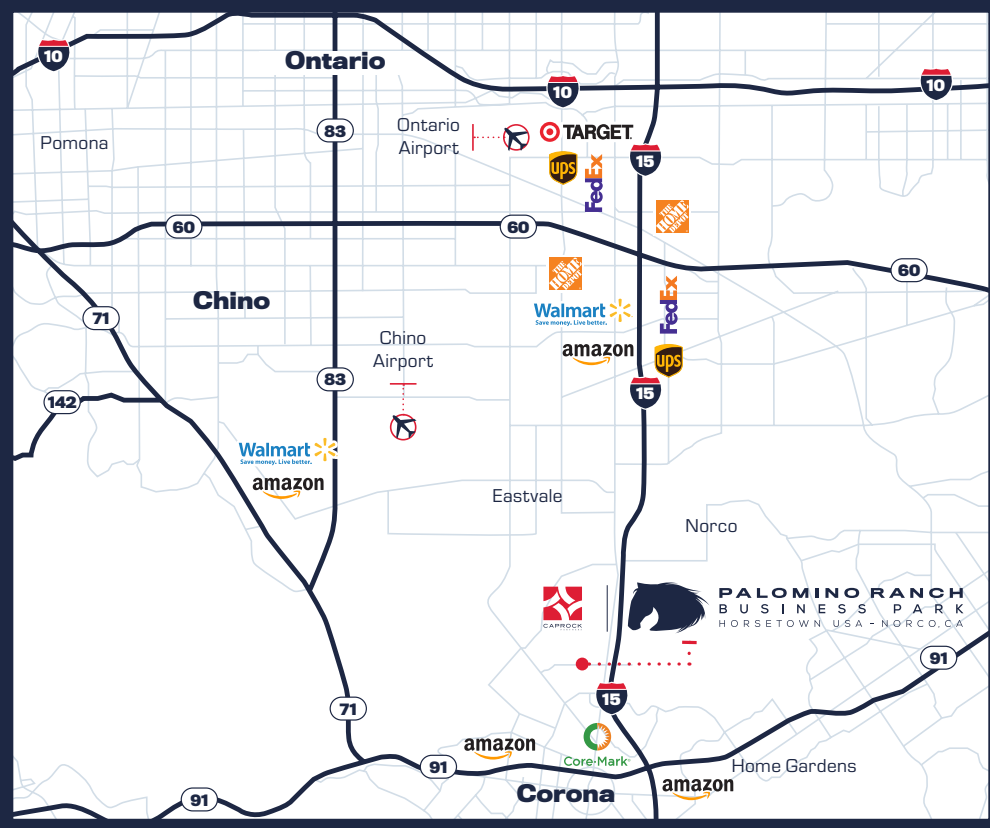 10
Ontario
10
10
83
Ontario
Airport
TARGET
Pomona
15
ups
FedEx
THE HOME DEPOT
60
60
60
THE HOME DEPOT
FedEx
Chino
Walmart
Save money. Live better.
71
Chino
Airport
amazon
ups
83
15
142
Walmart
Save money. Live better.
amazon
Eastvale
Norco
CAPROCK
PALOMINO RANCH
BUSINESS PARK
HORSETOWN USA - NORCO, CA
91
15
71
amazon
Core-Mark
91
Home Gardens
amazon
91
Corona